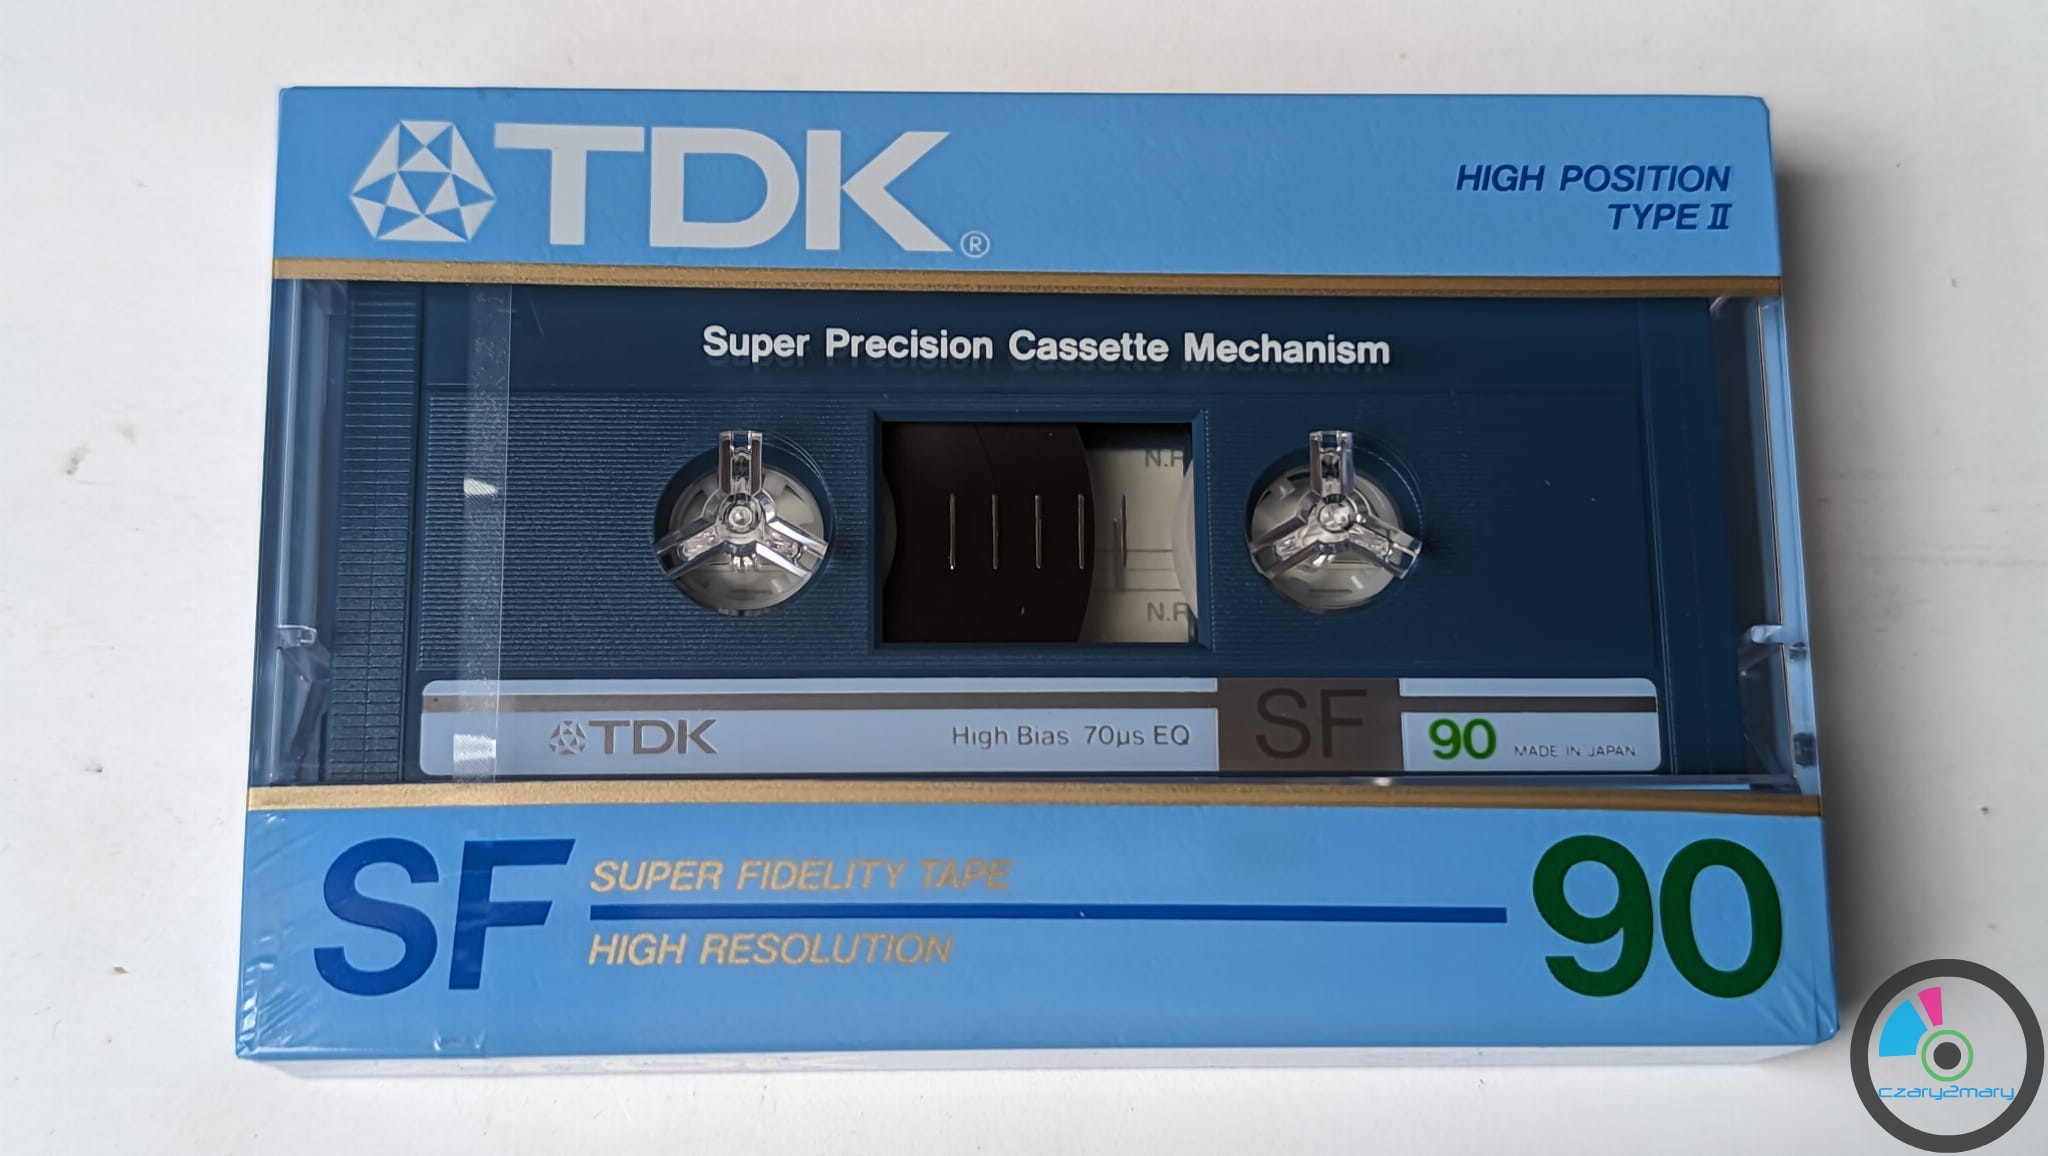 TDK®
HIGH POSITION
TYPE II
Super Precision Cassette Mechanism
N.R
N.R
TDK High Bias 70µs EQ SF 90 MADE IN JAPAN
SF SUPER FIDELITY TAPE 90
HIGH RESOLUTION
czary2mary